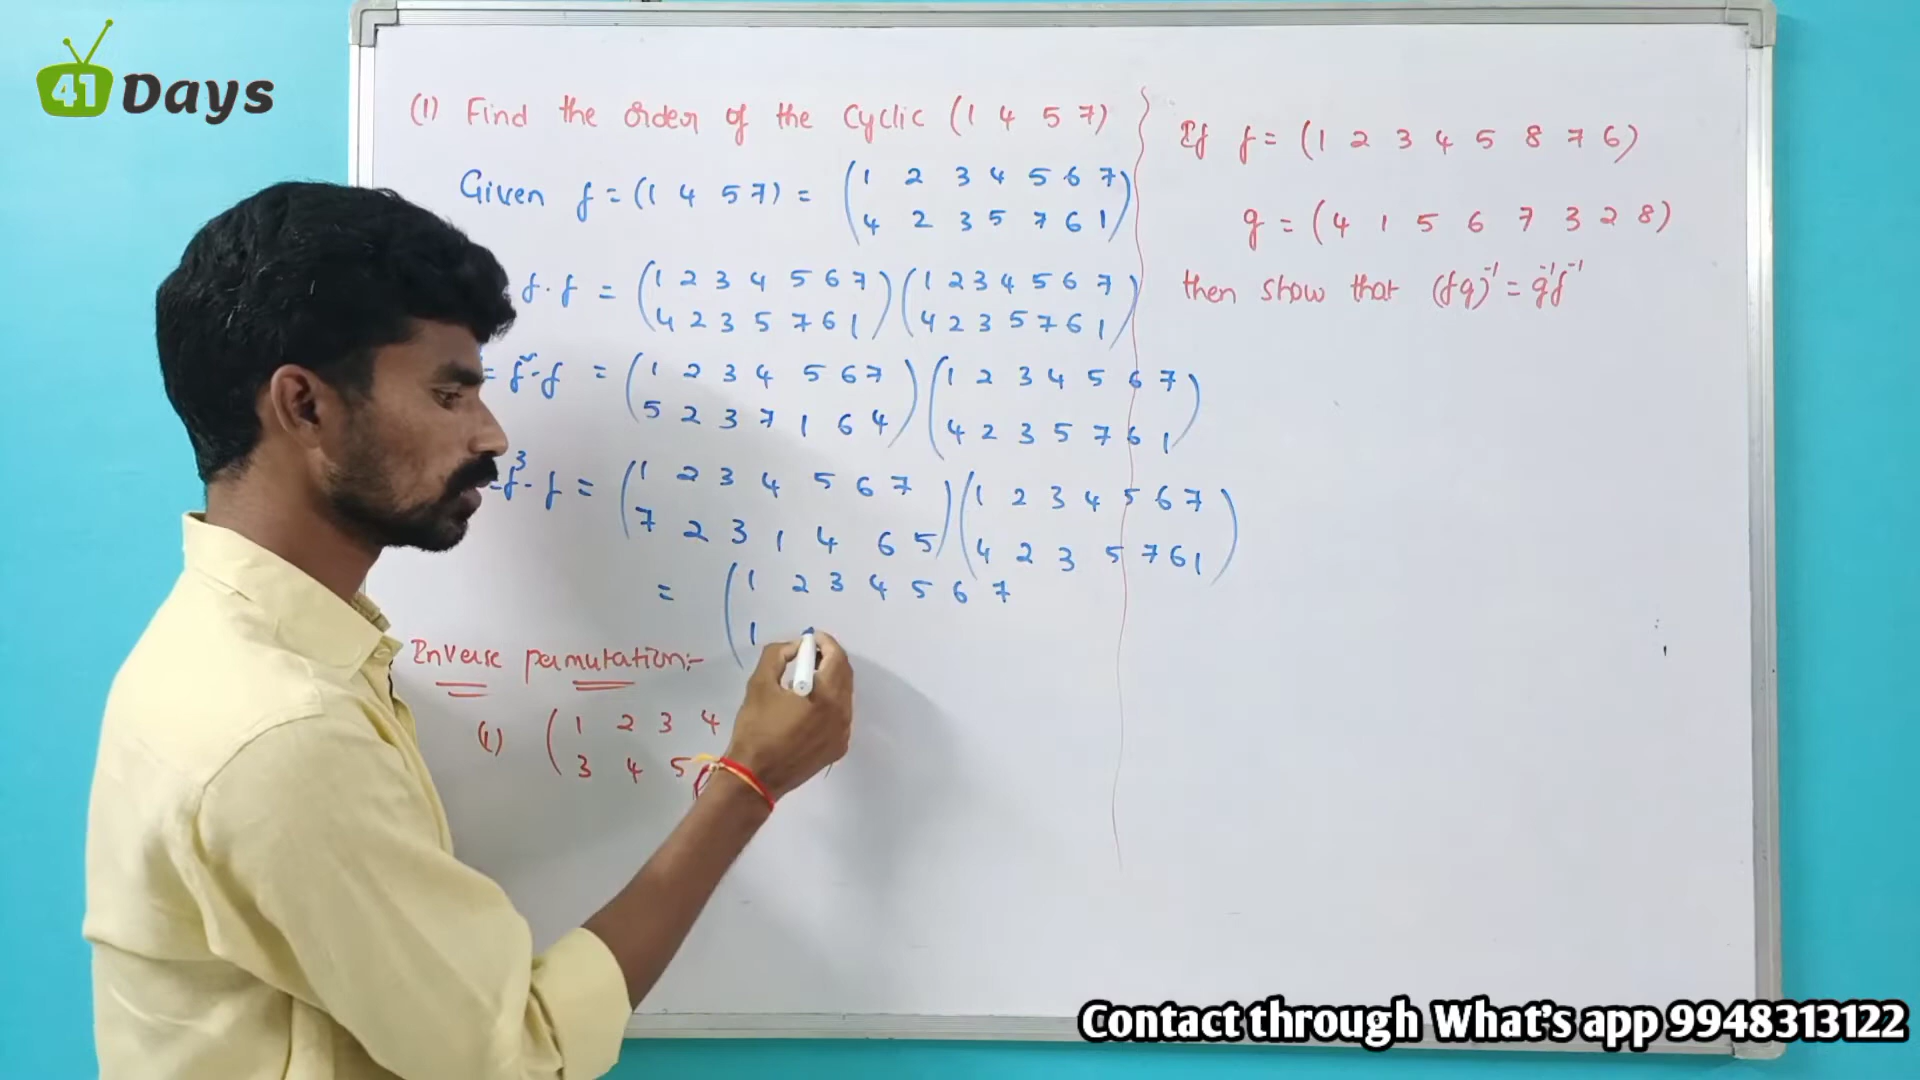 41 Days
(1) Find the order of the Cyclic (1 4 5 7)
Given f = (1 4 5 7) = (1 2 3 4 5 6 7
4 2 3 5 7 6 1)
f . f = (1 2 3 4 5 6 7 (1 2 3 4 5 6 7
4 2 3 5 7 6 1) 4 2 3 5 7 6 1)
= f² . f = (1 2 3 4 5 6 7 (1 2 3 4 5 6 7
5 2 3 7 1 6 4) 4 2 3 5 7 6 1)
= f³ . f = (1 2 3 4 5 6 7 (1 2 3 4 5 6 7
7 2 3 1 4 6 5) 4 2 3 5 7 6 1)
= (1 2 3 4 5 6 7
1
Inverse permutation:-
(1) (1 2 3 4
3 4 5
If f = (1 2 3 4 5 8 7 6)
g = (4 1 5 6 7 3 2 8)
then show that (fg)⁻¹ = g⁻¹f⁻¹
Contact through What's app 9948313122